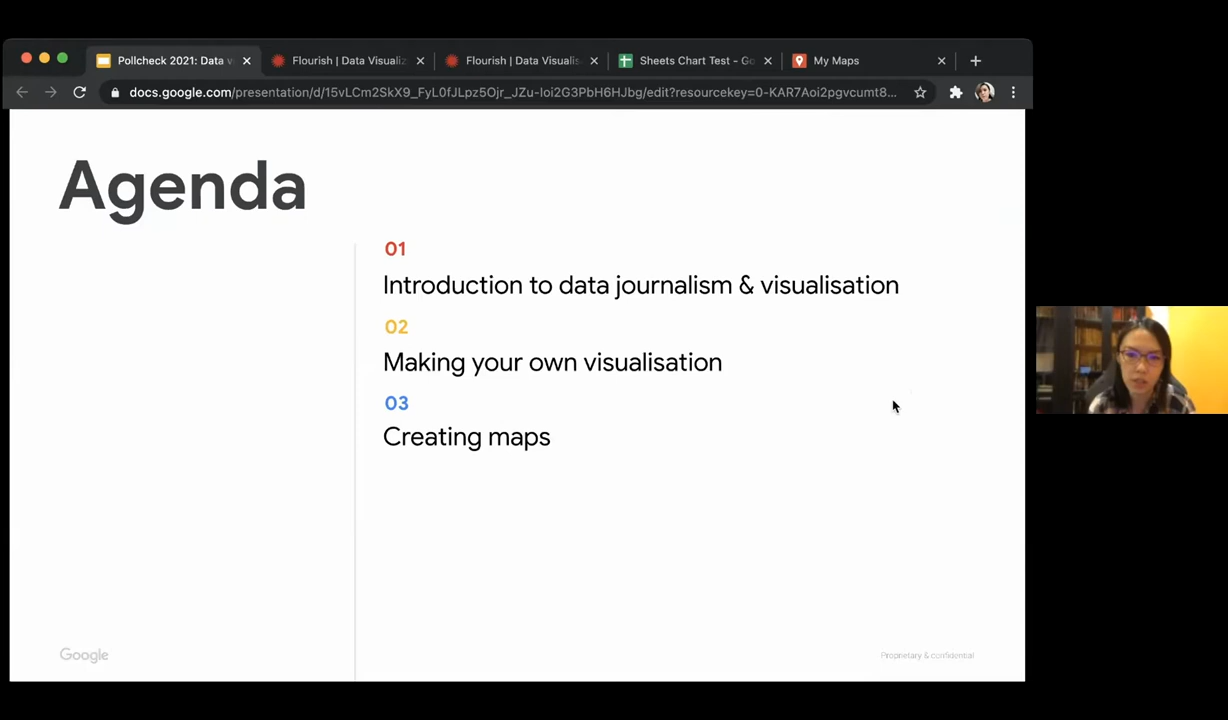 Pollcheck 2021: Data v
Flourish | Data Visualiz
Flourish | Data Visualis
Sheets Chart Test - Go
My Maps
docs.google.com/presentation/d/15vLCm2SkX9_FyL0fJLpz5Ojr_JZu-loi2G3PbH6HJbg/edit?resourcekey=0-KAR7Aoi2pgvcumt8...
Agenda
01
Introduction to data journalism & visualisation
02
Making your own visualisation
03
Creating maps
Google
Proprietary & confidential